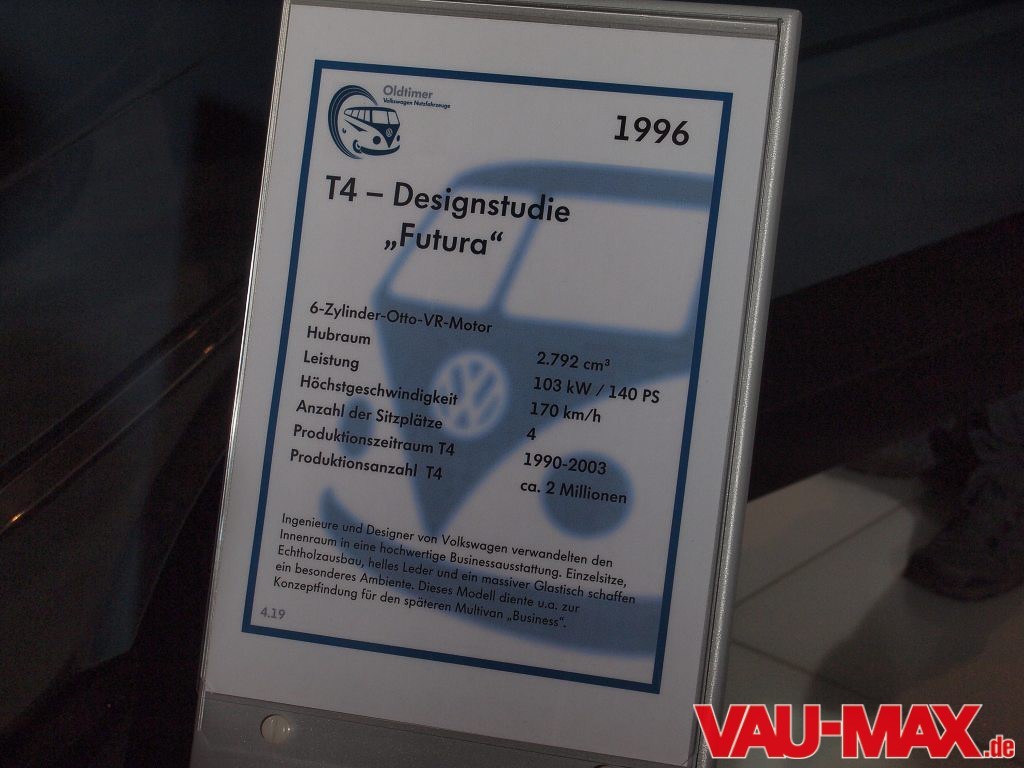 Oldtimer
Volkswagen Nutzfahrzeuge
1996
T4 – Designstudie
„Futura“
6-Zylinder-Otto-VR-Motor
Hubraum 2.792 cm³
Leistung 103 kW / 140 PS
Höchstgeschwindigkeit 170 km/h
Anzahl der Sitzplätze 4
Produktionszeitraum T4 1990-2003
Produktionsanzahl T4 ca. 2 Millionen
Ingenieure und Designer von Volkswagen verwandelten den
Innenraum in eine hochwertige Businessausstattung. Einzelsitze,
Echtholzausbau, helles Leder und ein massiver Glastisch schaffen
ein besonderes Ambiente. Dieses Modell diente u.a. zur
Konzeptfindung für den späteren Multivan „Business“.
4.19
VAU-MAX.de